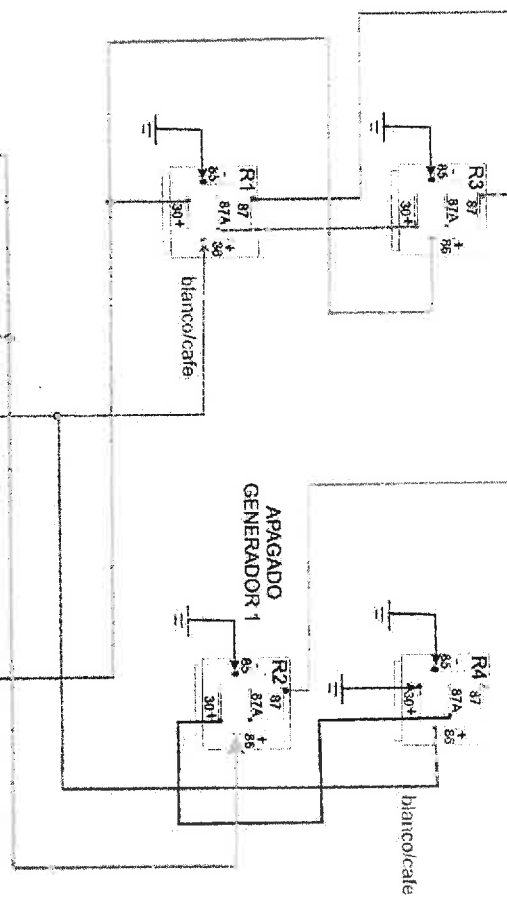 R1
85
-
87
87A
30+
+
86
blanco/cafe
R3
85
-
87
87A
30+
+
86
APAGADO
GENERADOR 1
R2
85
-
87
87A
30+
+
86
R4
85
-
87
87A
30+
+
86
blanco/cafe